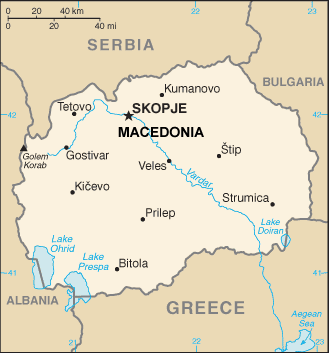 0 20 40 km
0 20 40 mi
22
23
SERBIA
BULGARIA
Kumanovo
Tetovo
SKOPJE
42
42
MACEDONIA
Golem
Korab
Gostivar
Veles
Štip
Vardar
Kičevo
Strumica
Prilep
Lake
Doiran
Lake
Ohrid
Lake
Prespa
Bitola
41
41
ALBANIA
GREECE
Aegean
Sea
21
22